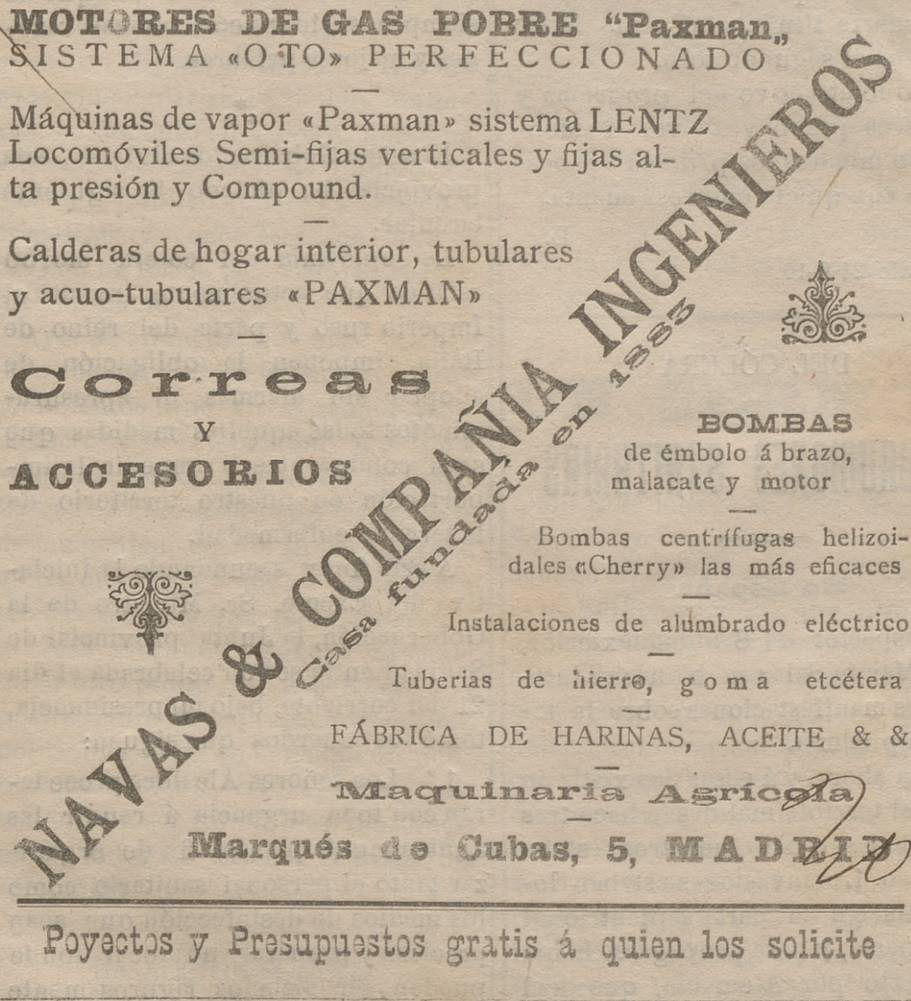 MOTORES DE GAS POBRE “Paxman„
SISTEMA «OTO» PERFECCIONADO
Máquinas de vapor «Paxman» sistema LENTZ
Locomóviles Semi-fijas verticales y fijas al-
ta presión y Compound.
Calderas de hogar interior, tubulares
y acuo-tubulares «PAXMAN»
Correas
Y
ACCESORIOS
NAVAS & COMPAÑIA INGENIEROS
Casa fundada en 1883
BOMBAS
de émbolo á brazo,
malacate y motor
Bombas centrífugas helizoi-
dales «Cherry» las más eficaces
Instalaciones de alumbrado eléctrico
Tuberias de hierro, goma etcétera
FÁBRICA DE HARINAS, ACEITE & &
Maquinaria Agrícola
Marqués de Cubas, 5, MADRID
Poyectos y Presupuestos gratis á quien los solicite